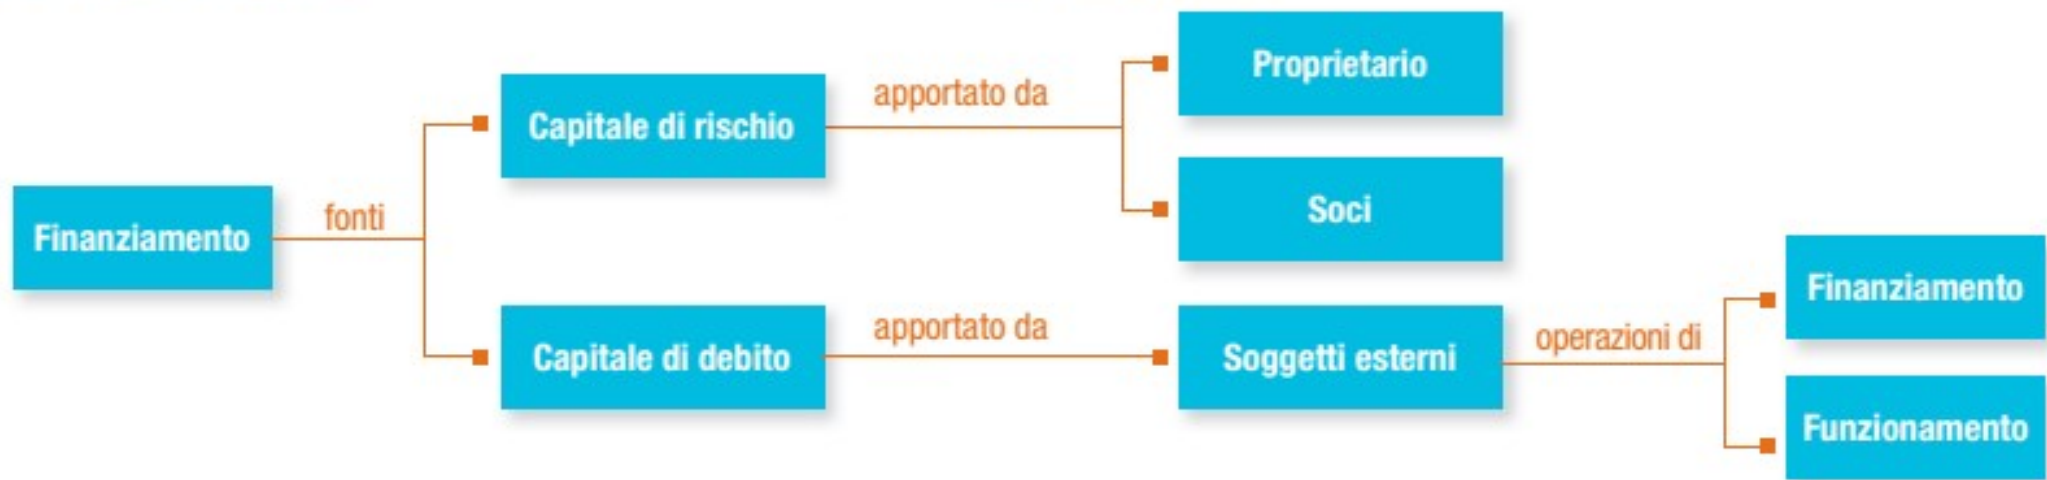 Finanziamento
fonti
Capitale di rischio
apportato da
Proprietario
Soci
Capitale di debito
apportato da
Soggetti esterni
operazioni di
Finanziamento
Funzionamento